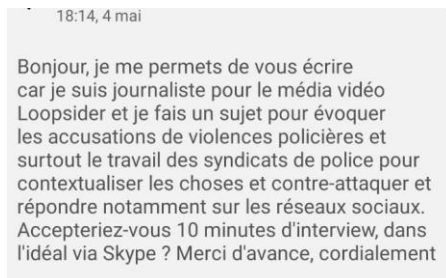 18:14, 4 mai
Bonjour, je me permets de vous écrire
car je suis journaliste pour le média vidéo
Loopsider et je fais un sujet pour évoquer
les accusations de violences policières et
surtout le travail des syndicats de police pour
contextualiser les choses et contre-attaquer et
répondre notamment sur les réseaux sociaux.
Accepteriez-vous 10 minutes d'interview, dans
l'idéal via Skype ? Merci d'avance, cordialement